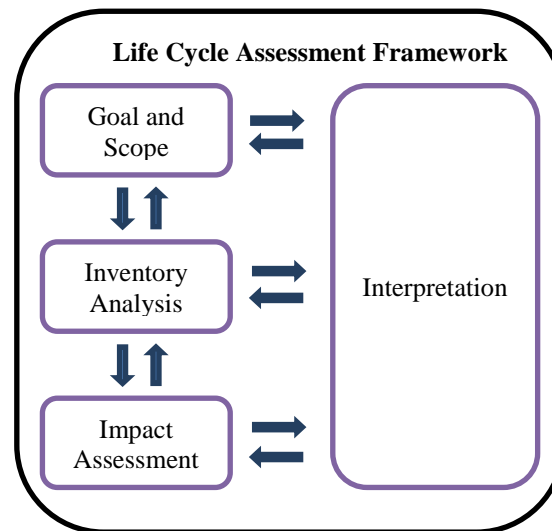 Life Cycle Assessment Framework
Goal and
Scope
Inventory
Analysis
Impact
Assessment
Interpretation